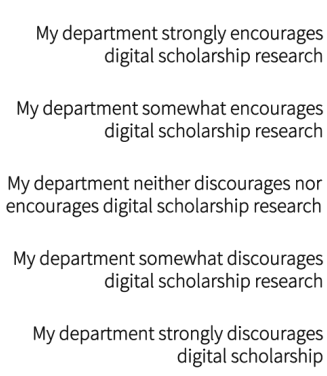 My department strongly encourages
digital scholarship research
My department somewhat encourages
digital scholarship research
My department neither discourages nor
encourages digital scholarship research
My department somewhat discourages
digital scholarship research
My department strongly discourages
digital scholarship